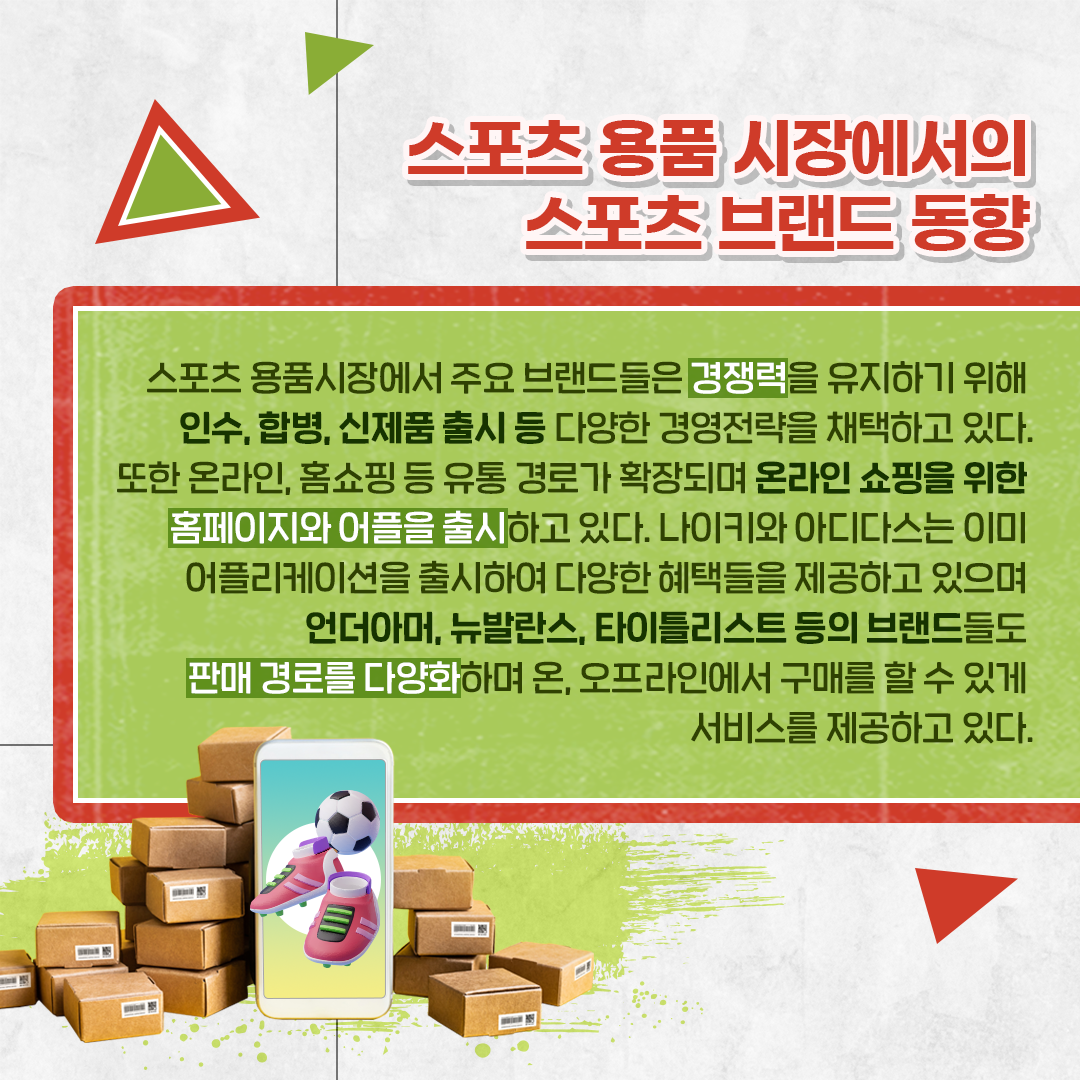 스포츠 용품 시장에서의
스포츠 브랜드 동향
스포츠 용품시장에서 주요 브랜드들은 경쟁력을 유지하기 위해
인수, 합병, 신제품 출시 등 다양한 경영전략을 채택하고 있다.
또한 온라인, 홈쇼핑 등 유통 경로가 확장되며 온라인 쇼핑을 위한
홈페이지와 어플을 출시하고 있다. 나이키와 아디다스는 이미
어플리케이션을 출시하여 다양한 혜택들을 제공하고 있으며
언더아머, 뉴발란스, 타이틀리스트 등의 브랜드들도
판매 경로를 다양화하며 온, 오프라인에서 구매를 할 수 있게
서비스를 제공하고 있다.